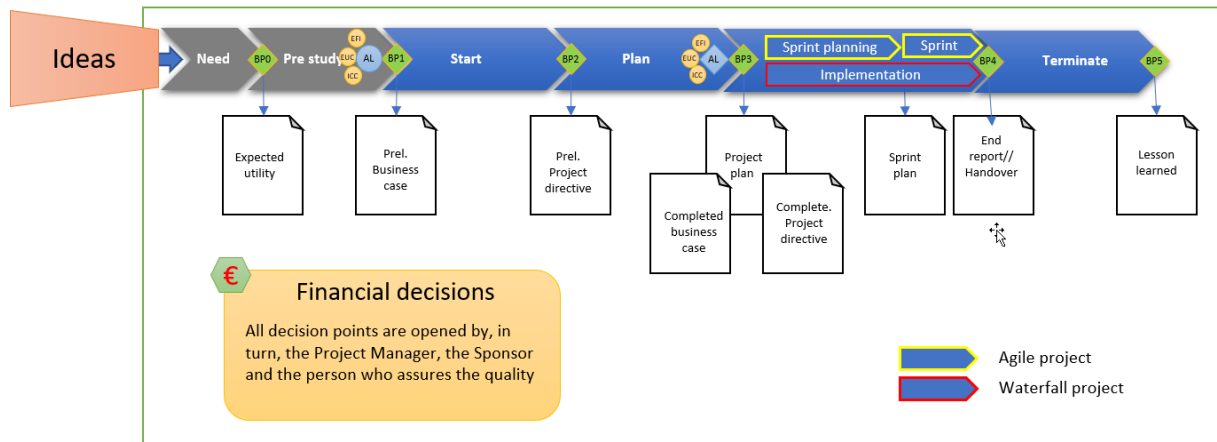 Ideas
Need
BP0
Pre study
EFI
EUC
AL
ICC
BP1
Start
BP2
Plan
EFI
EUC
AL
ICC
BP3
Sprint planning
Sprint
Implementation
BP4
Terminate
BP5
Expected
utility
Prel.
Business
case
Prel.
Project
directive
Project
plan
Completed
business
case
Complete.
Project
directive
Sprint
plan
End
report//
Handover
Lesson
learned
€
Financial decisions
All decision points are opened by, in
turn, the Project Manager, the Sponsor
and the person who assures the quality
Agile project
Waterfall project